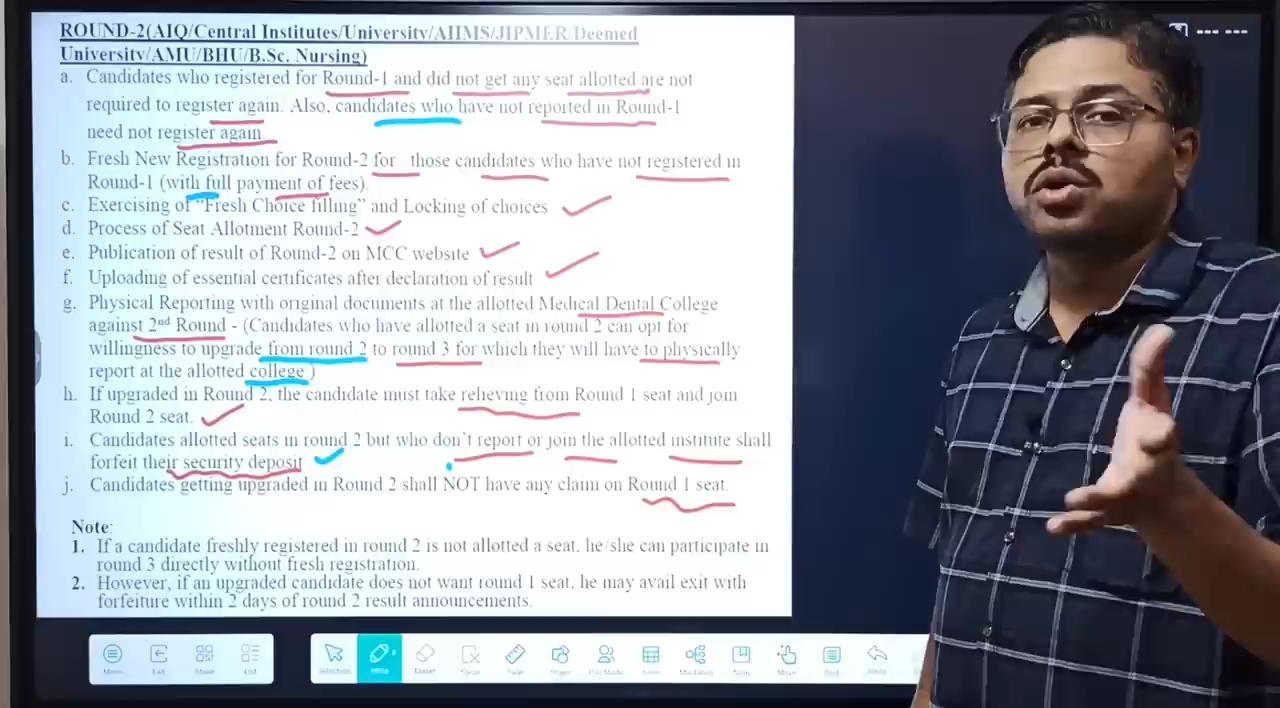 ROUND-2(AIQ/Central Institutes/University/AIIMS/JIPMER/Deemed
University/AMU/BHU/B.Sc. Nursing)
a. Candidates who registered for Round-1 and did not get any seat allotted are not
required to register again. Also, candidates who have not reported in Round-1
need not register again.
b. Fresh New Registration for Round-2 for those candidates who have not registered in
Round-1 (with full payment of fees).
c. Exercising of "Fresh Choice filling" and Locking of choices
d. Process of Seat Allotment Round-2
e. Publication of result of Round-2 on MCC website
f. Uploading of essential certificates after declaration of result
g. Physical Reporting with original documents at the allotted Medical Dental College
against 2nd Round - (Candidates who have allotted a seat in round 2 can opt for
willingness to upgrade from round 2 to round 3 for which they will have to physically
report at the allotted college.)
h. If upgraded in Round 2, the candidate must take relieving from Round 1 seat and join
Round 2 seat.
i. Candidates allotted seats in round 2 but who don't report or join the allotted institute shall
forfeit their security deposit
j. Candidates getting upgraded in Round 2 shall NOT have any claim on Round 1 seat.
Note:
1. If a candidate freshly registered in round 2 is not allotted a seat, he/she can participate in
round 3 directly without fresh registration.
2. However, if an upgraded candidate does not want round 1 seat, he may avail exit with
forfeiture within 2 days of round 2 result announcements.
Menu Exit Share Selection Write Eraser Clear Ruler